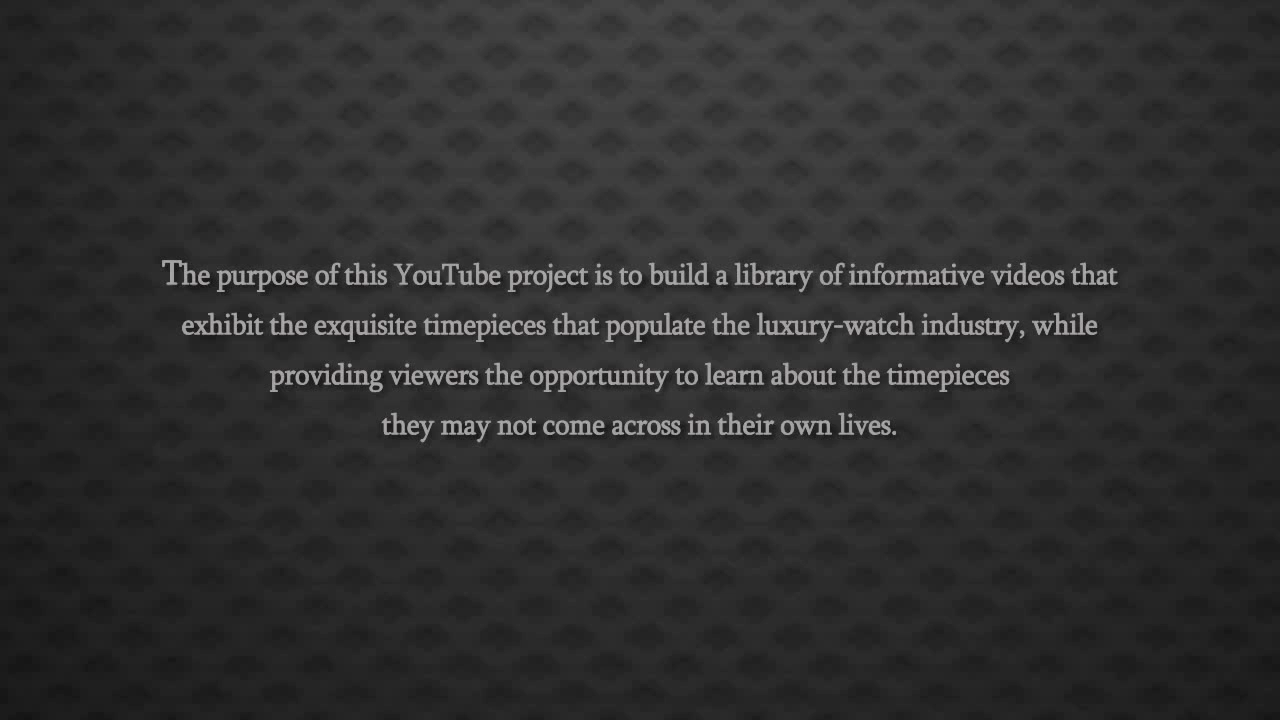 The purpose of this YouTube project is to build a library of informative videos that
exhibit the exquisite timepieces that populate the luxury-watch industry, while
providing viewers the opportunity to learn about the timepieces
they may not come across in their own lives.